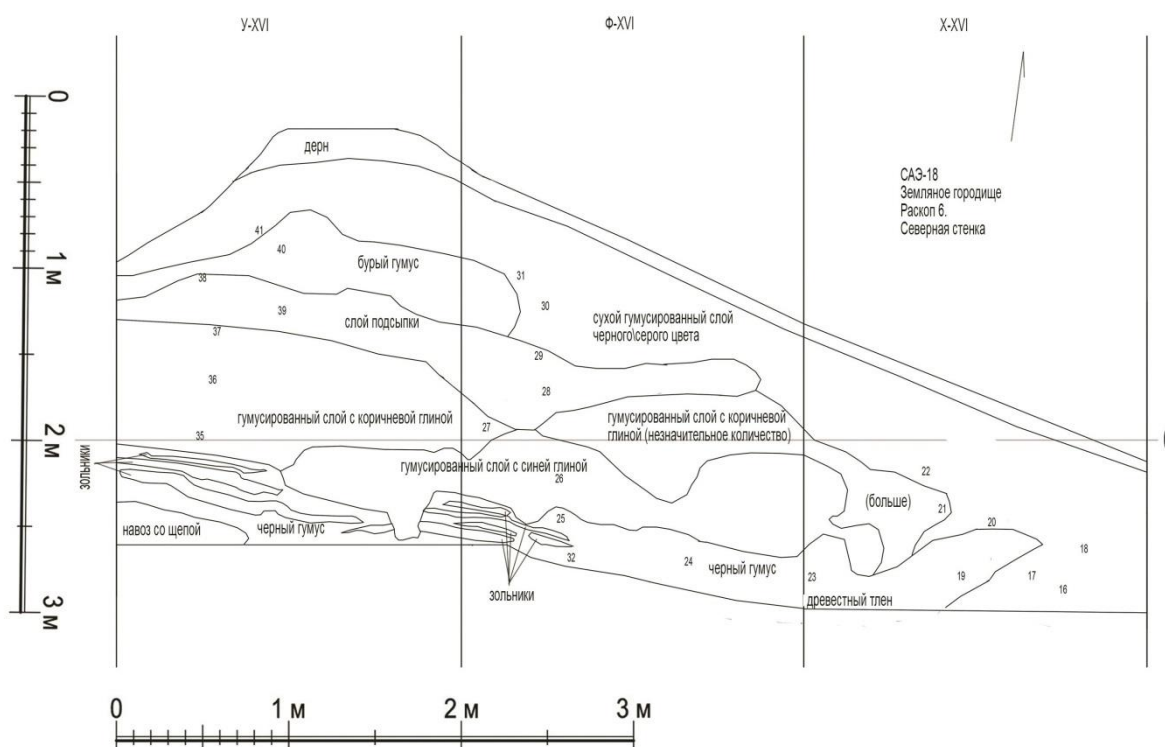 У-XVI
Ф-XVI
Х-XVI
0
1 м
2 м
3 м
САЭ-18
Земляное городище
Раскоп 6.
Северная стенка
дерн
41
40
бурый гумус
31
30
38
39
слой подсыпки
сухой гумусированный слой
черного\серого цвета
37
29
36
28
гумусированный слой с коричневой глиной
27
гумусированный слой с коричневой
глиной (незначительное количество)
35
зольники
гумусированный слой с синей глиной
26
22
(больше)
21
20
навоз со щепой
черный гумус
25
32
24
черный гумус
23
древестный тлен
19
17
18
16
зольники
0
1 м
2 м
3 м